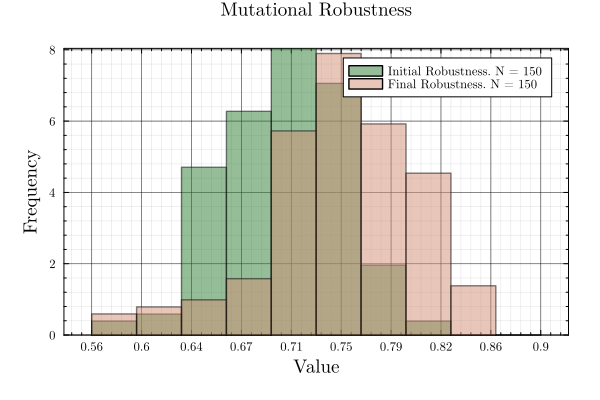 Mutational Robustness
Initial Robustness. N = 150
Final Robustness. N = 150
Frequency
8
6
4
2
0
0.56 0.6 0.64 0.67 0.71 0.75 0.79 0.82 0.86 0.9
Value